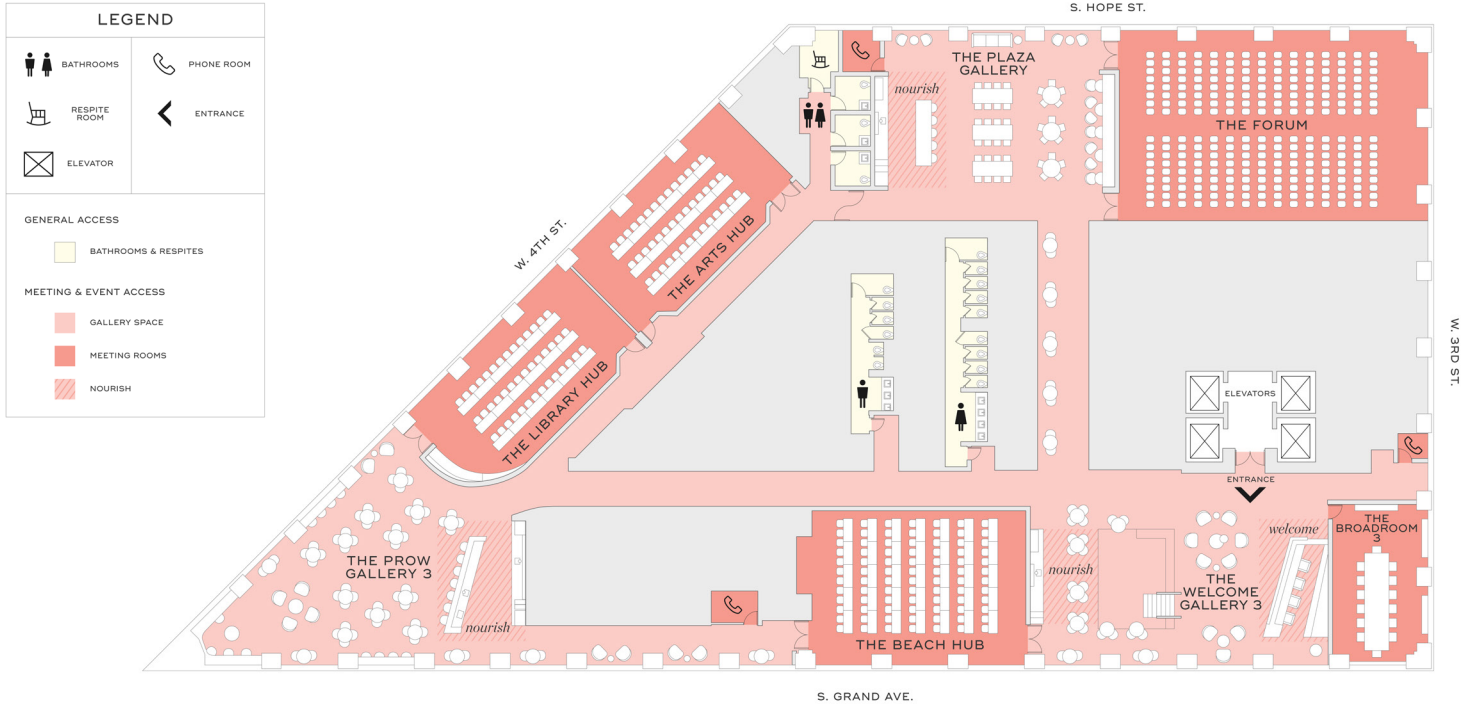 LEGEND
BATHROOMS
PHONE ROOM
RESPITE
ROOM
ENTRANCE
ELEVATOR
GENERAL ACCESS
BATHROOMS & RESPITES
MEETING & EVENT ACCESS
GALLERY SPACE
MEETING ROOMS
NOURISH
S. HOPE ST.
THE PLAZA
GALLERY
nourish
THE FORUM
W. 4TH ST.
THE ARTS HUB
THE LIBRARY HUB
W. 3RD ST.
ELEVATORS
ENTRANCE
THE PROW
GALLERY 3
nourish
THE BEACH HUB
nourish
THE
WELCOME
GALLERY 3
welcome
THE
BROADROOM
3
S. GRAND AVE.